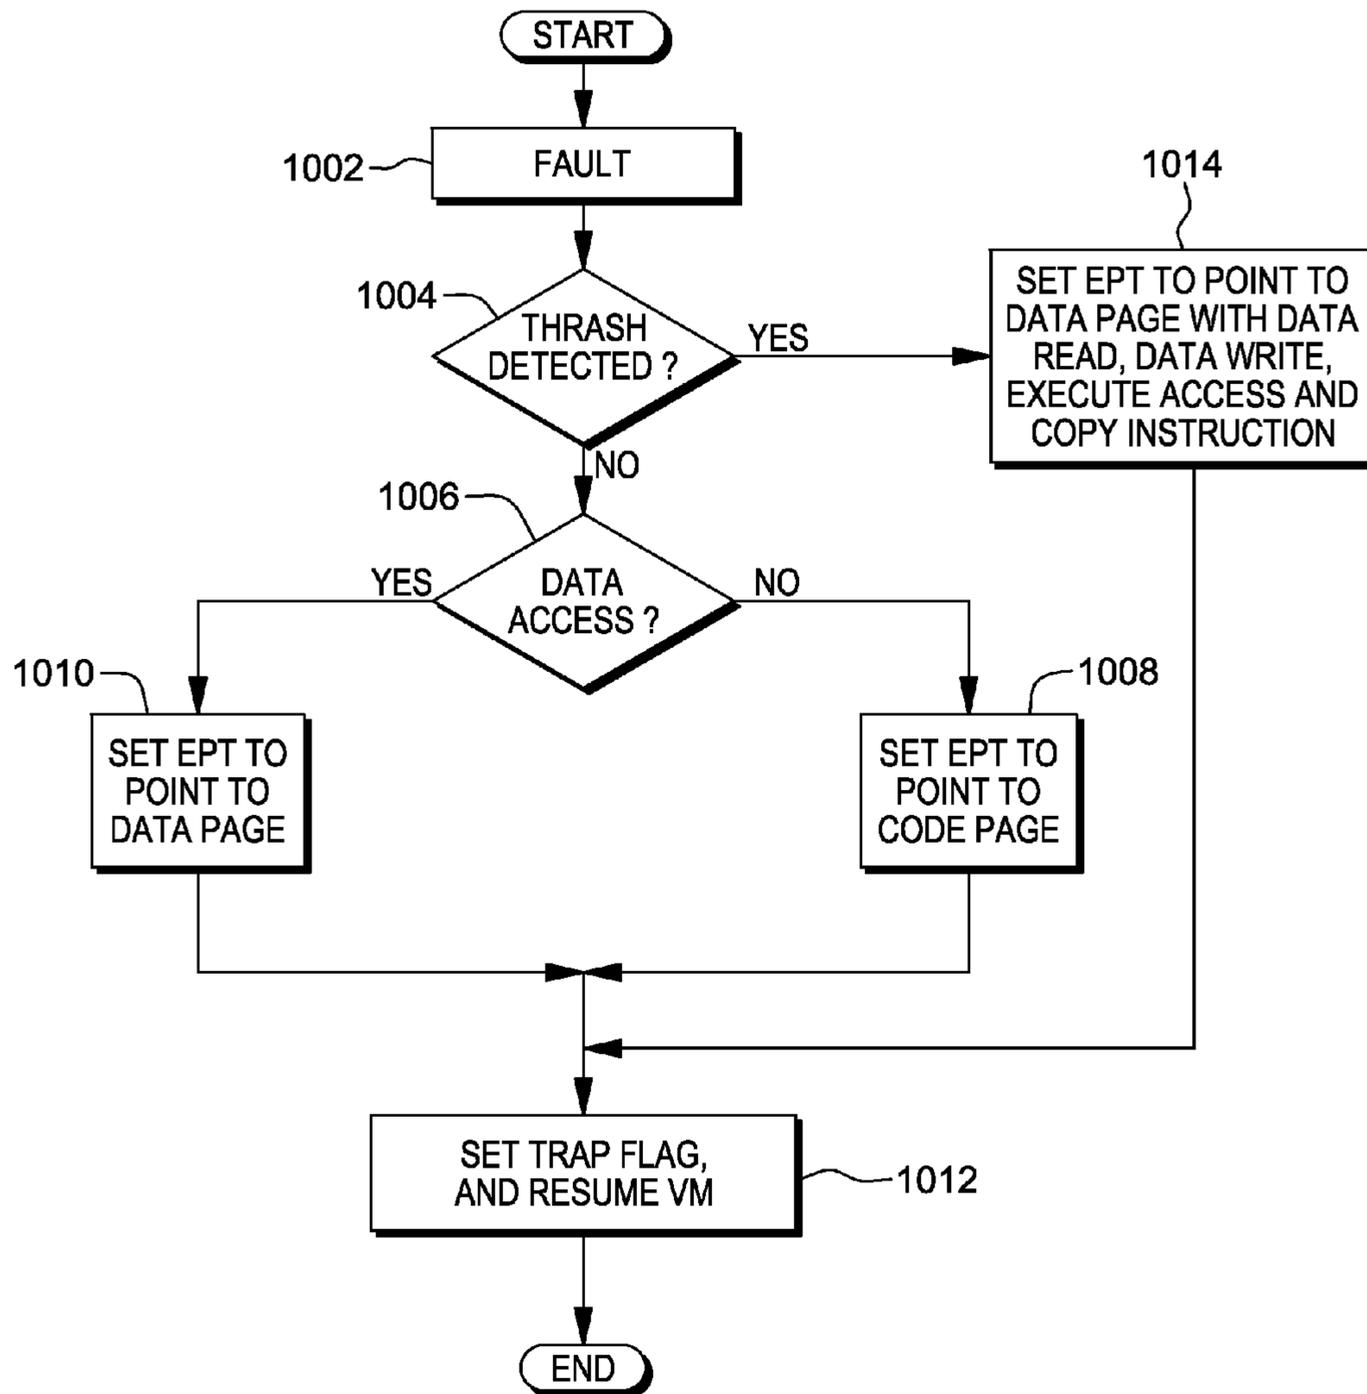 START
1002
FAULT
1014
1004
THRASH
DETECTED ?
YES
SET EPT TO POINT TO
DATA PAGE WITH DATA
READ, DATA WRITE,
EXECUTE ACCESS AND
COPY INSTRUCTION
NO
1006
YES
DATA
ACCESS ?
NO
1010
SET EPT TO
POINT TO
DATA PAGE
1008
SET EPT TO
POINT TO
CODE PAGE
SET TRAP FLAG,
AND RESUME VM
1012
END